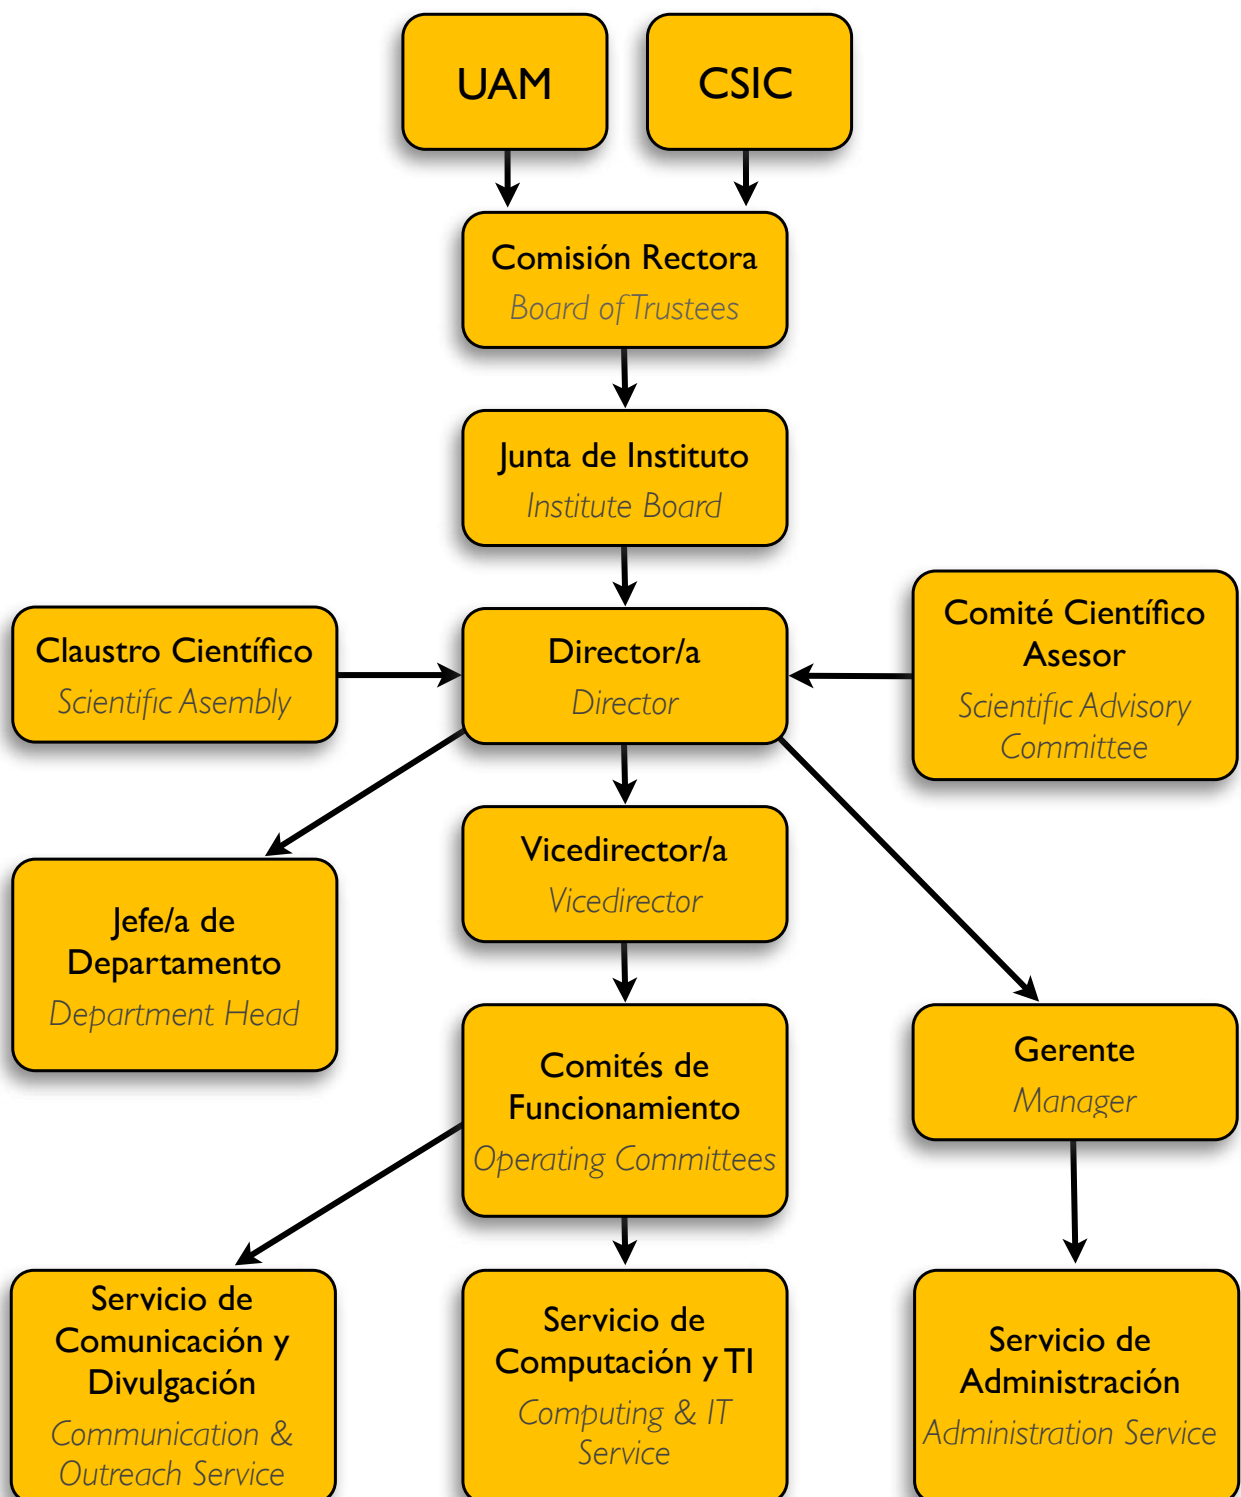 UAM
CSIC
Comisión Rectora
Board of Trustees
Junta de Instituto
Institute Board
Claustro Científico
Scientific Asembly
Director/a
Director
Comité Científico
Asesor
Scientific Advisory
Committee
Jefe/a de
Departamento
Department Head
Vicedirector/a
Vicedirector
Comités de
Funcionamiento
Operating Committees
Gerente
Manager
Servicio de
Comunicación y
Divulgación
Communication &
Outreach Service
Servicio de
Computación y TI
Computing & IT
Service
Servicio de
Administración
Administration Service